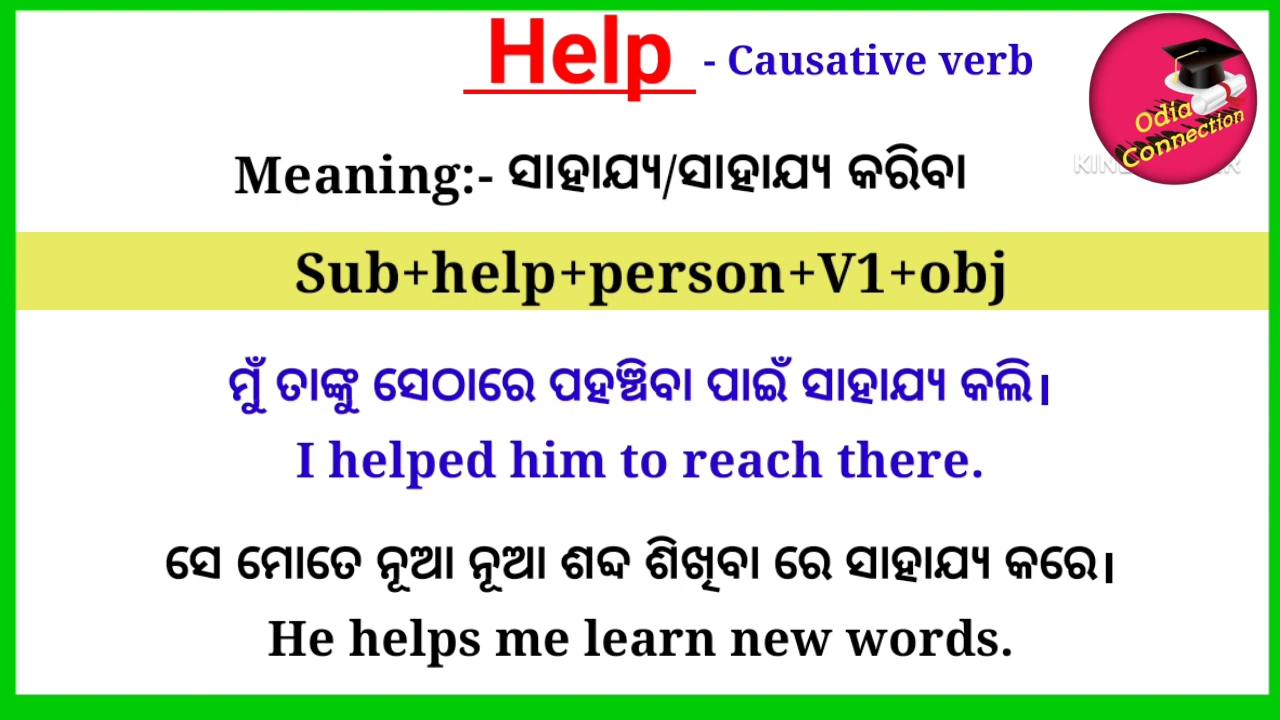 Help - Causative verb
Odia
Connection
Meaning:- ସାହାଯ୍ୟ/ସାହାଯ୍ୟ କରିବା
Sub+help+person+V1+obj
ମୁଁ ତାଙ୍କୁ ସେଠାରେ ପହଞ୍ଚିବା ପାଇଁ ସାହାଯ୍ୟ କଲି।
I helped him to reach there.
ସେ ମୋତେ ନୂଆ ନୂଆ ଶବ୍ଦ ଶିଖିବା ରେ ସାହାଯ୍ୟ କରେ।
He helps me learn new words.